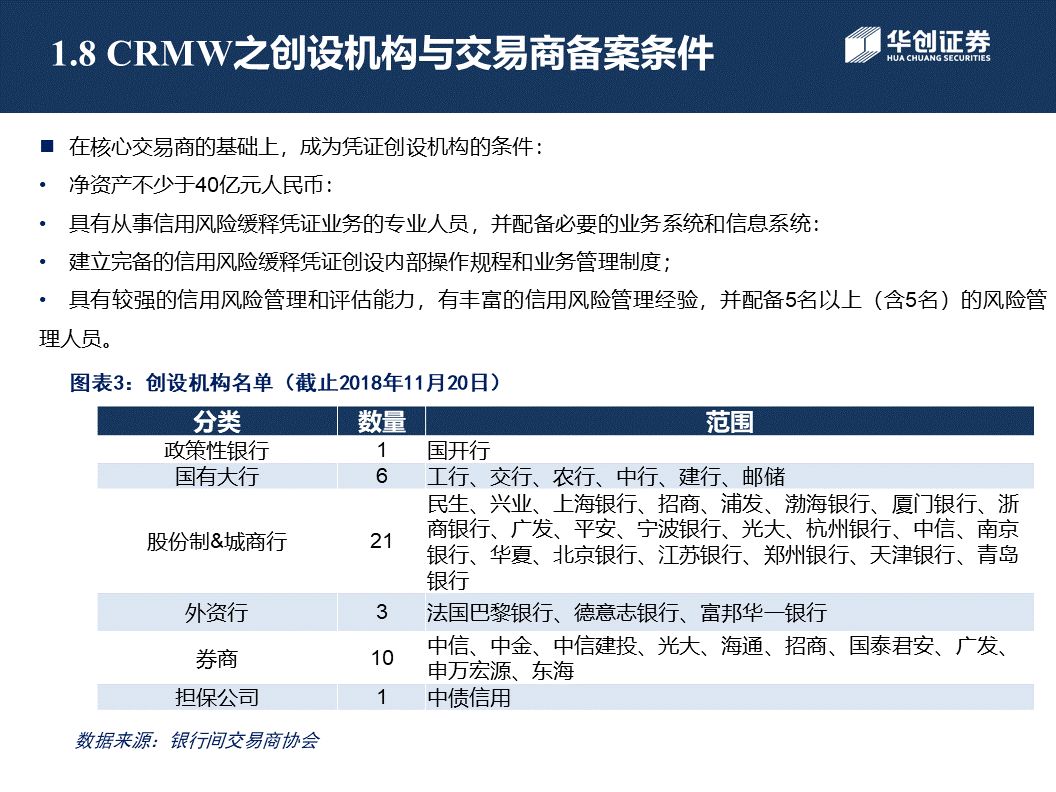 1.8 CRMW之创设机构与交易商备案条件
华创证券
HUA CHUANG SECURITIES
■ 在核心交易商的基础上，成为凭证创设机构的条件：
• 净资产不少于40亿元人民币：
• 具有从事信用风险缓释凭证业务的专业人员，并配备必要的业务系统和信息系统：
• 建立完备的信用风险缓释凭证创设内部操作规程和业务管理制度；
• 具有较强的信用风险管理和评估能力，有丰富的信用风险管理经验，并配备5名以上（含5名）的风险管
理人员。
图表3：创设机构名单（截止2018年11月20日）
分类 数量 范围
政策性银行 1 国开行
国有大行 6 工行、交行、农行、中行、建行、邮储
股份制&城商行 21 民生、兴业、上海银行、招商、浦发、渤海银行、厦门银行、浙
商银行、广发、平安、宁波银行、光大、杭州银行、中信、南京
银行、华夏、北京银行、江苏银行、郑州银行、天津银行、青岛
银行
外资行 3 法国巴黎银行、德意志银行、富邦华一银行
券商 10 中信、中金、中信建投、光大、海通、招商、国泰君安、广发、
申万宏源、东海
担保公司 1 中债信用
数据来源：银行间交易商协会